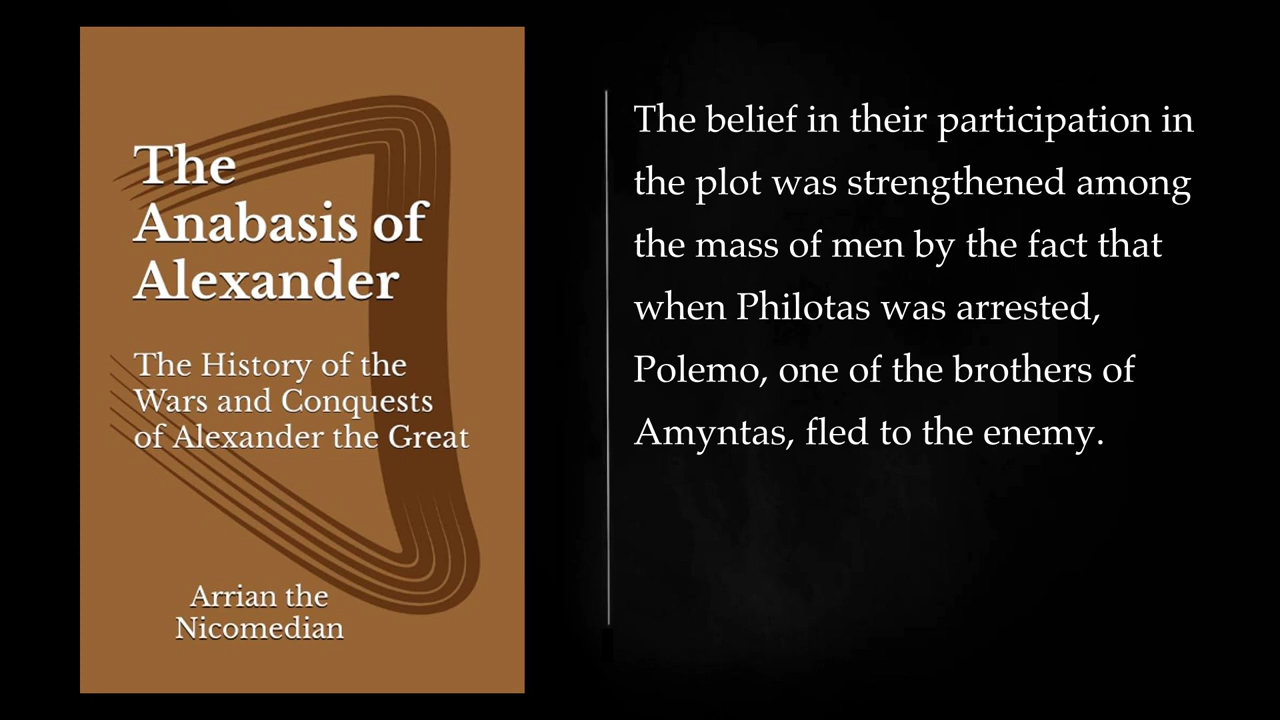 The
Anabasis of
Alexander
The History of the
Wars and Conquests
of Alexander the Great
Arrian the
Nicomedian
The belief in their participation in
the plot was strengthened among
the mass of men by the fact that
when Philotas was arrested,
Polemo, one of the brothers of
Amyntas, fled to the enemy.